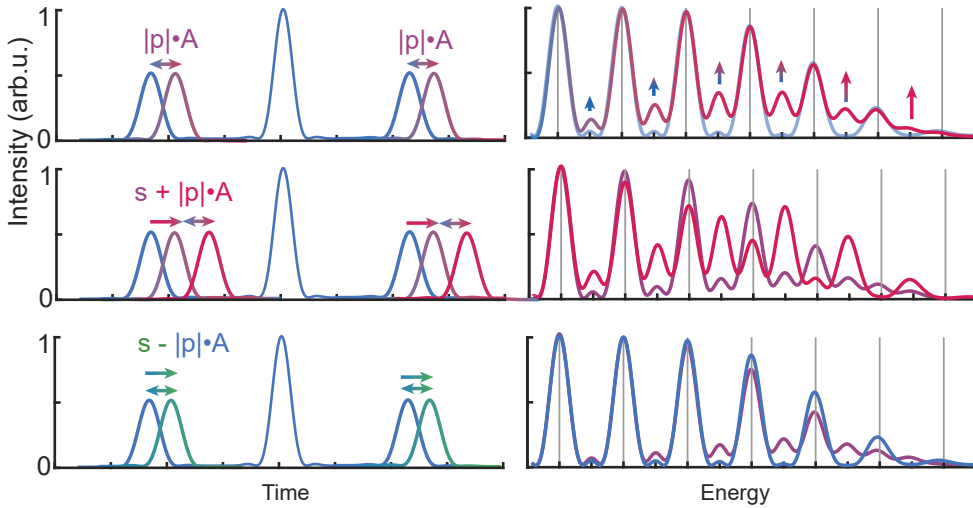 Intensity (arb.u.)
1
|p|•A
|p|•A
0
1
s + |p|•A
0
1
s - |p|•A
0
Time
Energy